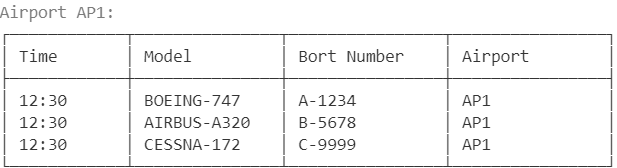 Airport AP1:
Time Model Bort Number Airport
12:30 BOEING-747 A-1234 AP1
12:30 AIRBUS-A320 B-5678 AP1
12:30 CESSNA-172 C-9999 AP1